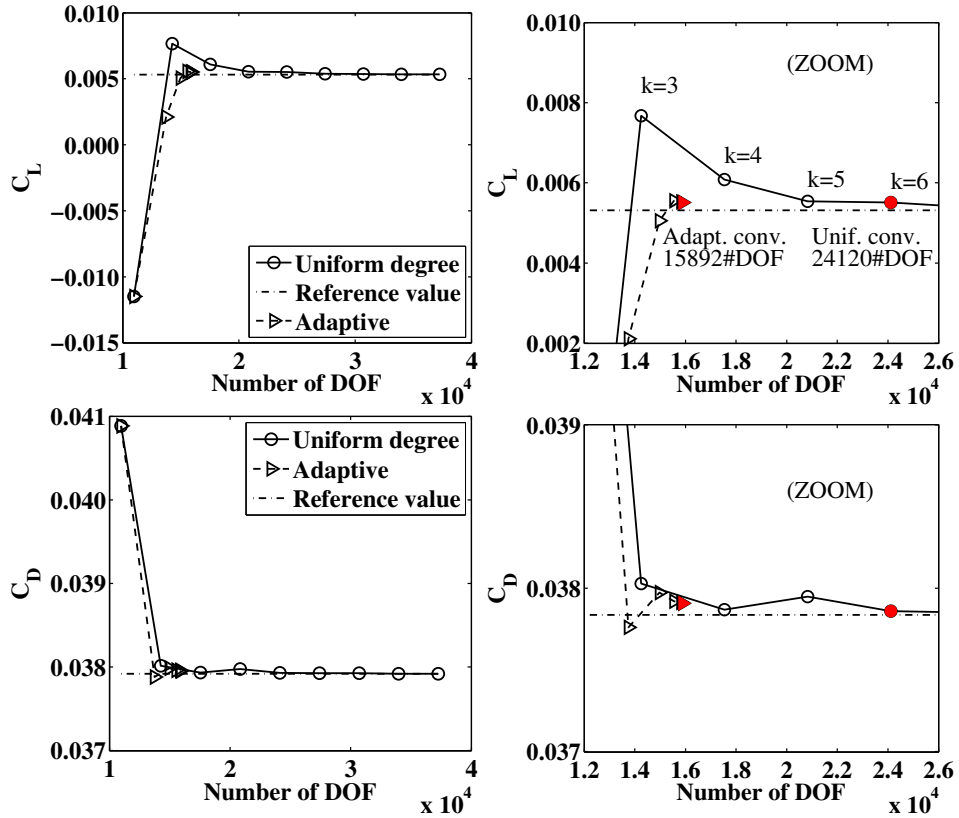 0.010
0.005
0.000
−0.005
−0.010
−0.015
C_L
1 2 3 4
Number of DOF
x 10^4
Uniform degree
Reference value
Adaptive
0.010
0.008
0.006
0.004
0.002
C_L
(ZOOM)
k=3
k=4
k=5
k=6
Adapt. conv.
15892#DOF
Unif. conv.
24120#DOF
1.2 1.4 1.6 1.8 2 2.2 2.4 2.6
Number of DOF
x 10^4
0.041
0.040
0.039
0.038
0.037
C_D
1 2 3 4
Number of DOF
x 10^4
Uniform degree
Adaptive
Reference value
0.039
0.038
0.037
C_D
(ZOOM)
1.2 1.4 1.6 1.8 2 2.2 2.4 2.6
Number of DOF
x 10^4